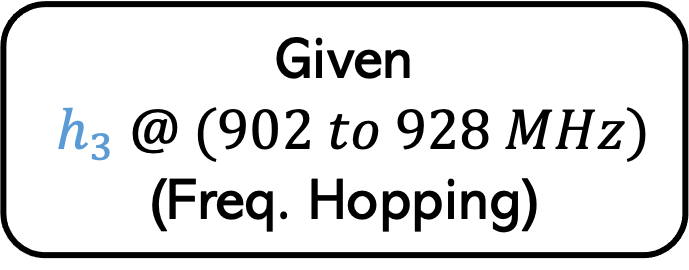 Given
h₃ @ (902 to 928 MHz)
(Freq. Hopping)